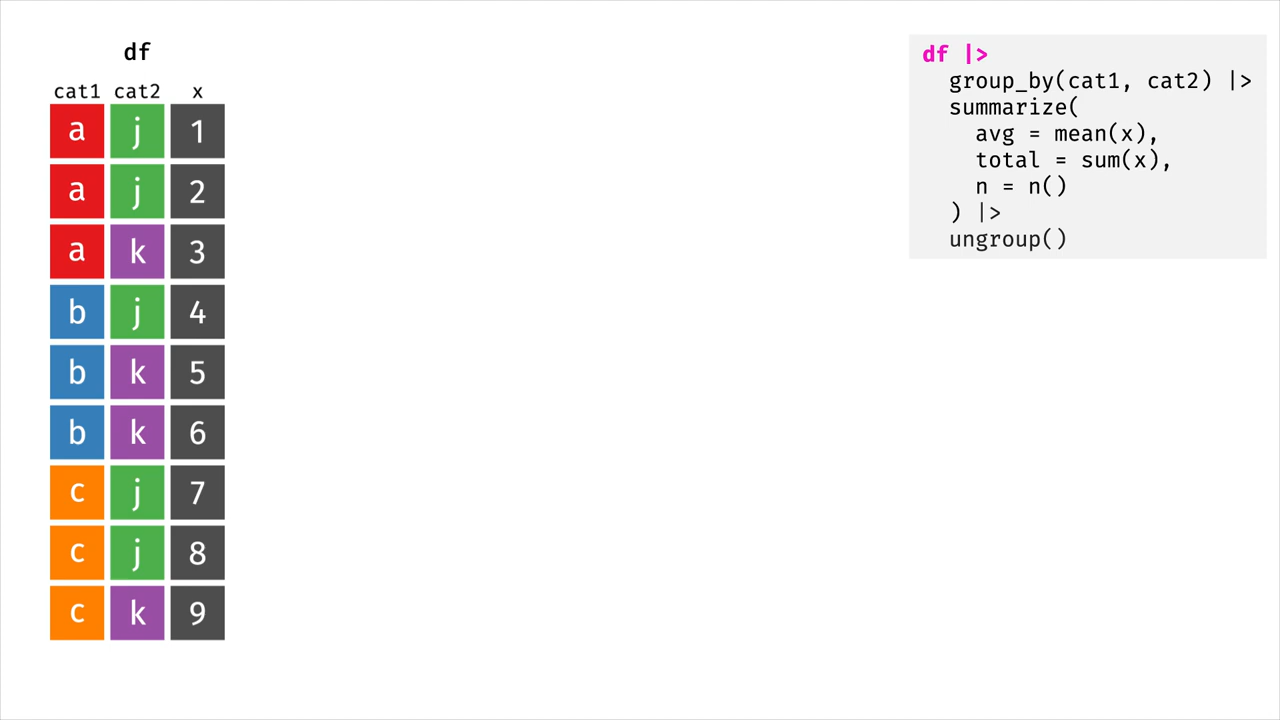 df
cat1 cat2 x
a j 1
a j 2
a k 3
b j 4
b k 5
b k 6
c j 7
c j 8
c k 9
df |>
  group_by(cat1, cat2) |>
  summarize(
    avg = mean(x),
    total = sum(x),
    n = n()
  ) |>
  ungroup()